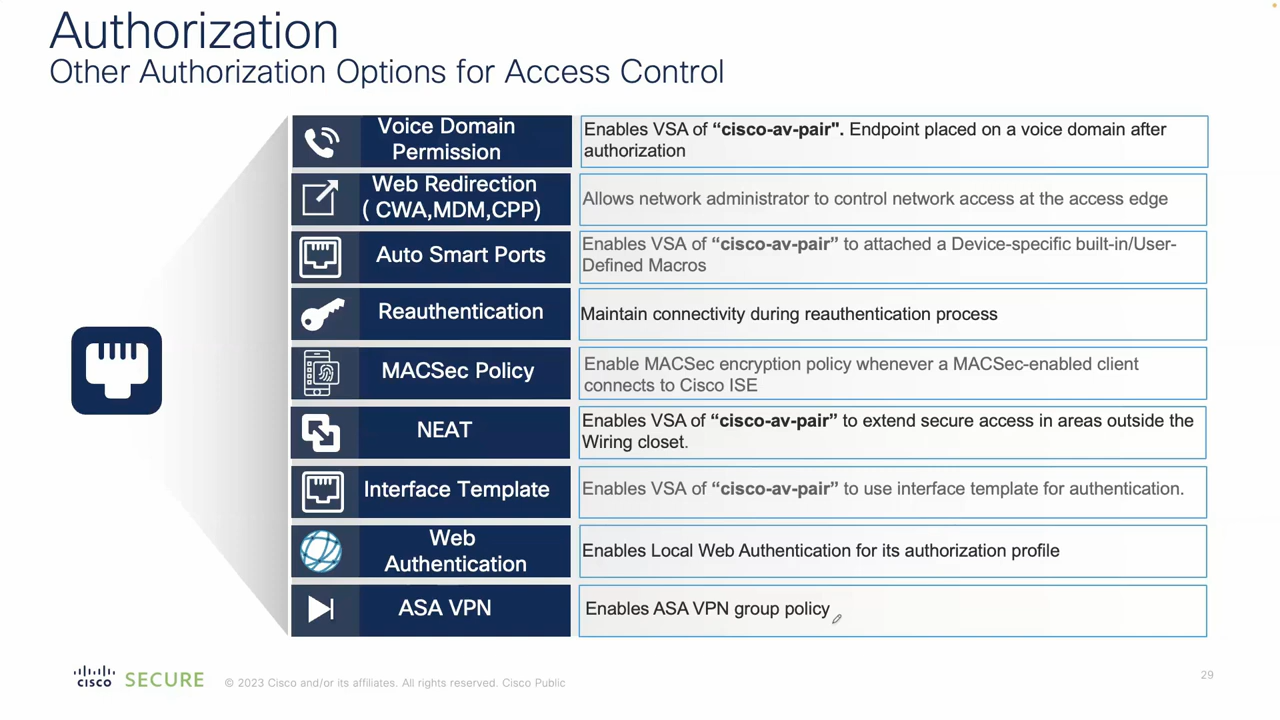 Authorization
Other Authorization Options for Access Control
Voice Domain
Permission
Enables VSA of “cisco-av-pair". Endpoint placed on a voice domain after
authorization
Web Redirection
( CWA,MDM,CPP)
Allows network administrator to control network access at the access edge
Auto Smart Ports
Enables VSA of “cisco-av-pair” to attached a Device-specific built-in/User-
Defined Macros
Reauthentication
Maintain connectivity during reauthentication process
MACSec Policy
Enable MACSec encryption policy whenever a MACSec-enabled client
connects to Cisco ISE
NEAT
Enables VSA of “cisco-av-pair” to extend secure access in areas outside the
Wiring closet.
Interface Template
Enables VSA of “cisco-av-pair” to use interface template for authentication.
Web
Authentication
Enables Local Web Authentication for its authorization profile
ASA VPN
Enables ASA VPN group policy
cisco SECURE
© 2023 Cisco and/or its affiliates. All rights reserved. Cisco Public
29